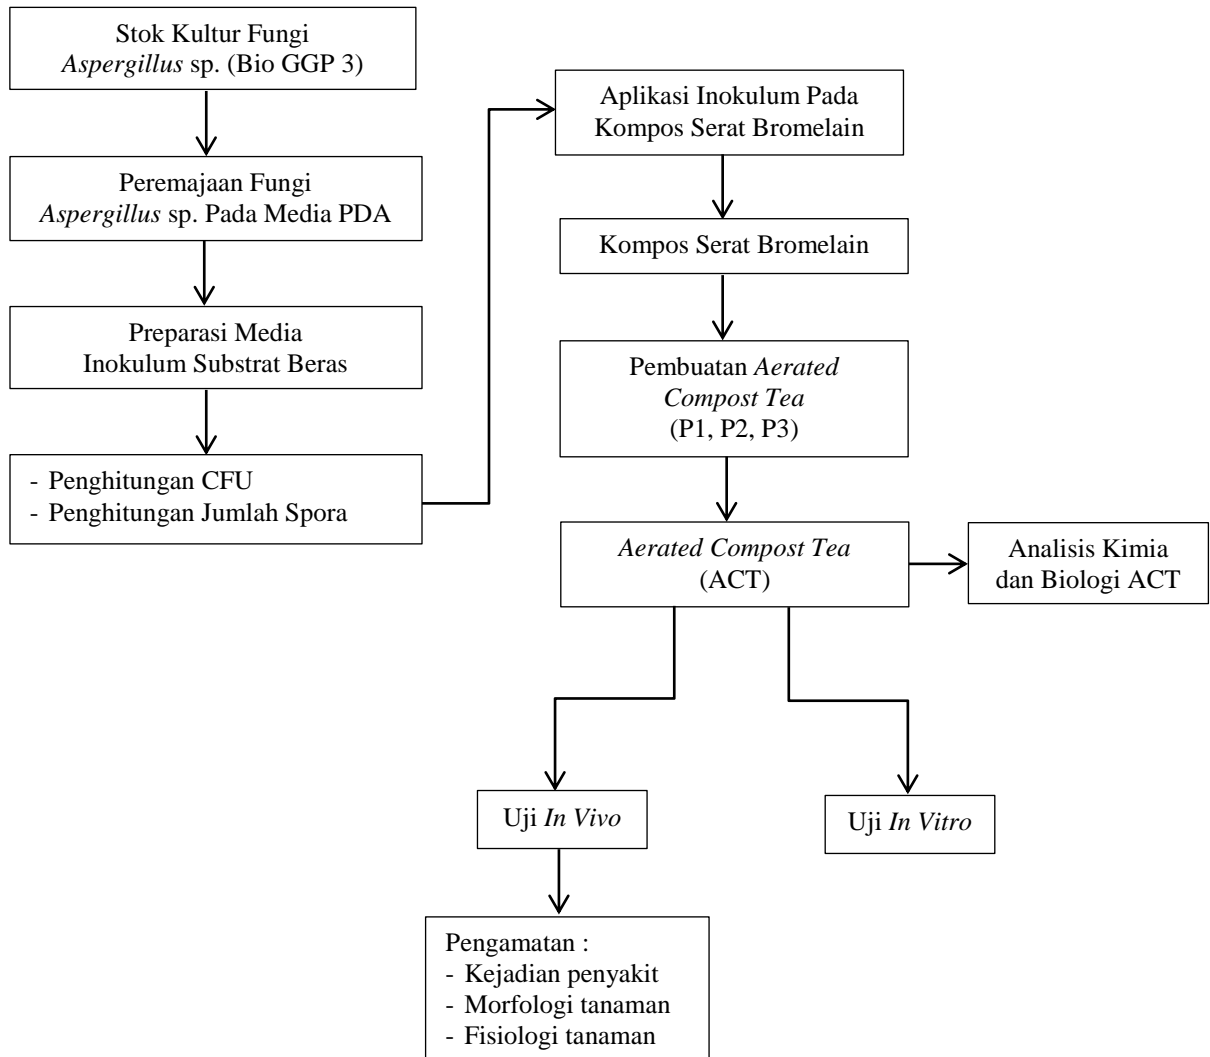 Stok Kultur Fungi
Aspergillus sp. (Bio GGP 3)
Peremajaan Fungi
Aspergillus sp. Pada Media PDA
Preparasi Media
Inokulum Substrat Beras
- Penghitungan CFU
- Penghitungan Jumlah Spora
Aplikasi Inokulum Pada
Kompos Serat Bromelain
Kompos Serat Bromelain
Pembuatan Aerated
Compost Tea
(P1, P2, P3)
Aerated Compost Tea
(ACT)
Analisis Kimia
dan Biologi ACT
Uji In Vivo
Uji In Vitro
Pengamatan :
- Kejadian penyakit
- Morfologi tanaman
- Fisiologi tanaman